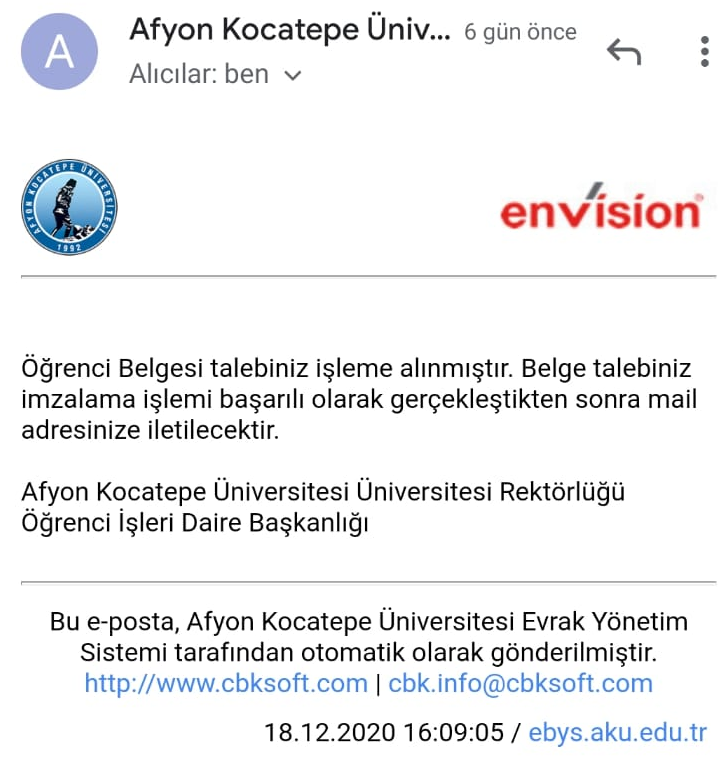 A
Afyon Kocatepe Üniv... 6 gün önce
Alıcılar: ben
AFYON KOCATEPE ÜNİVERSİTESİ
1992
envision®
Öğrenci Belgesi talebiniz işleme alınmıştır. Belge talebiniz
imzalama işlemi başarılı olarak gerçekleştikten sonra mail
adresinize iletilecektir.
Afyon Kocatepe Üniversitesi Üniversitesi Rektörlüğü
Öğrenci İşleri Daire Başkanlığı
Bu e-posta, Afyon Kocatepe Üniversitesi Evrak Yönetim
Sistemi tarafından otomatik olarak gönderilmiştir.
http://www.cbksoft.com | cbk.info@cbksoft.com
18.12.2020 16:09:05 / ebys.aku.edu.tr